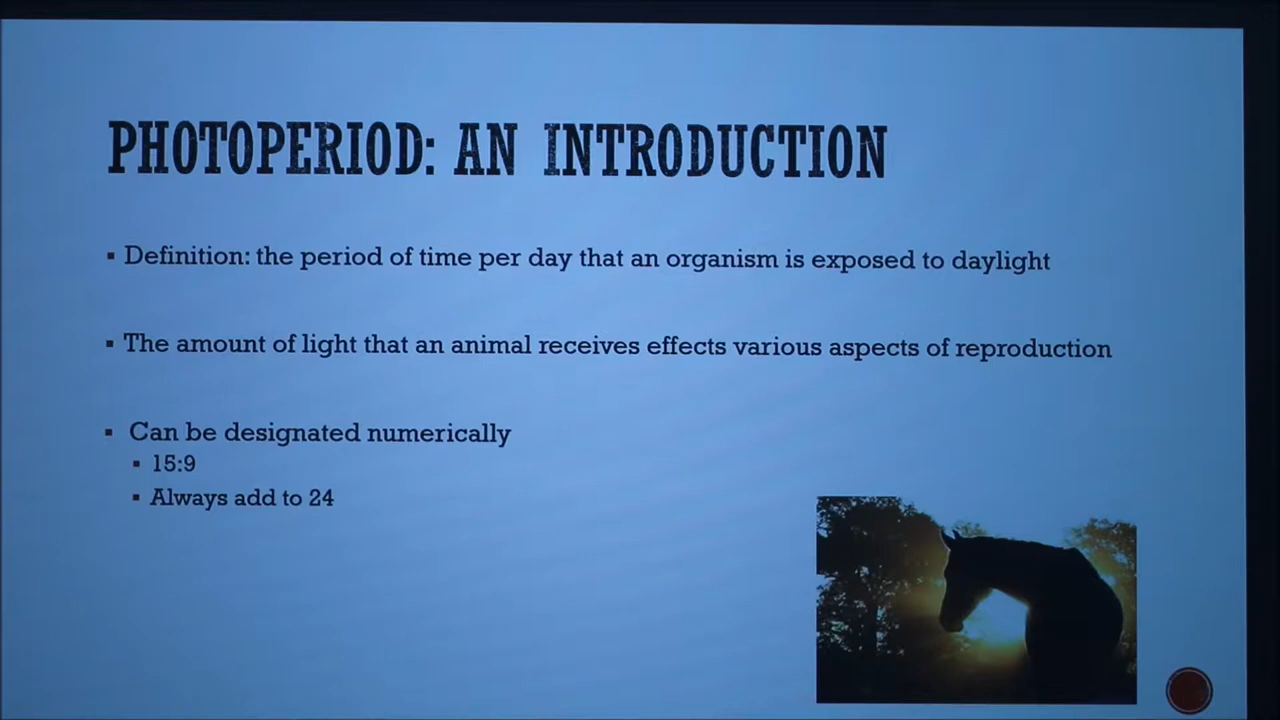 PHOTOPERIOD: AN INTRODUCTION
▪ Definition: the period of time per day that an organism is exposed to daylight
▪ The amount of light that an animal receives effects various aspects of reproduction
▪ Can be designated numerically
▪ 15:9
▪ Always add to 24